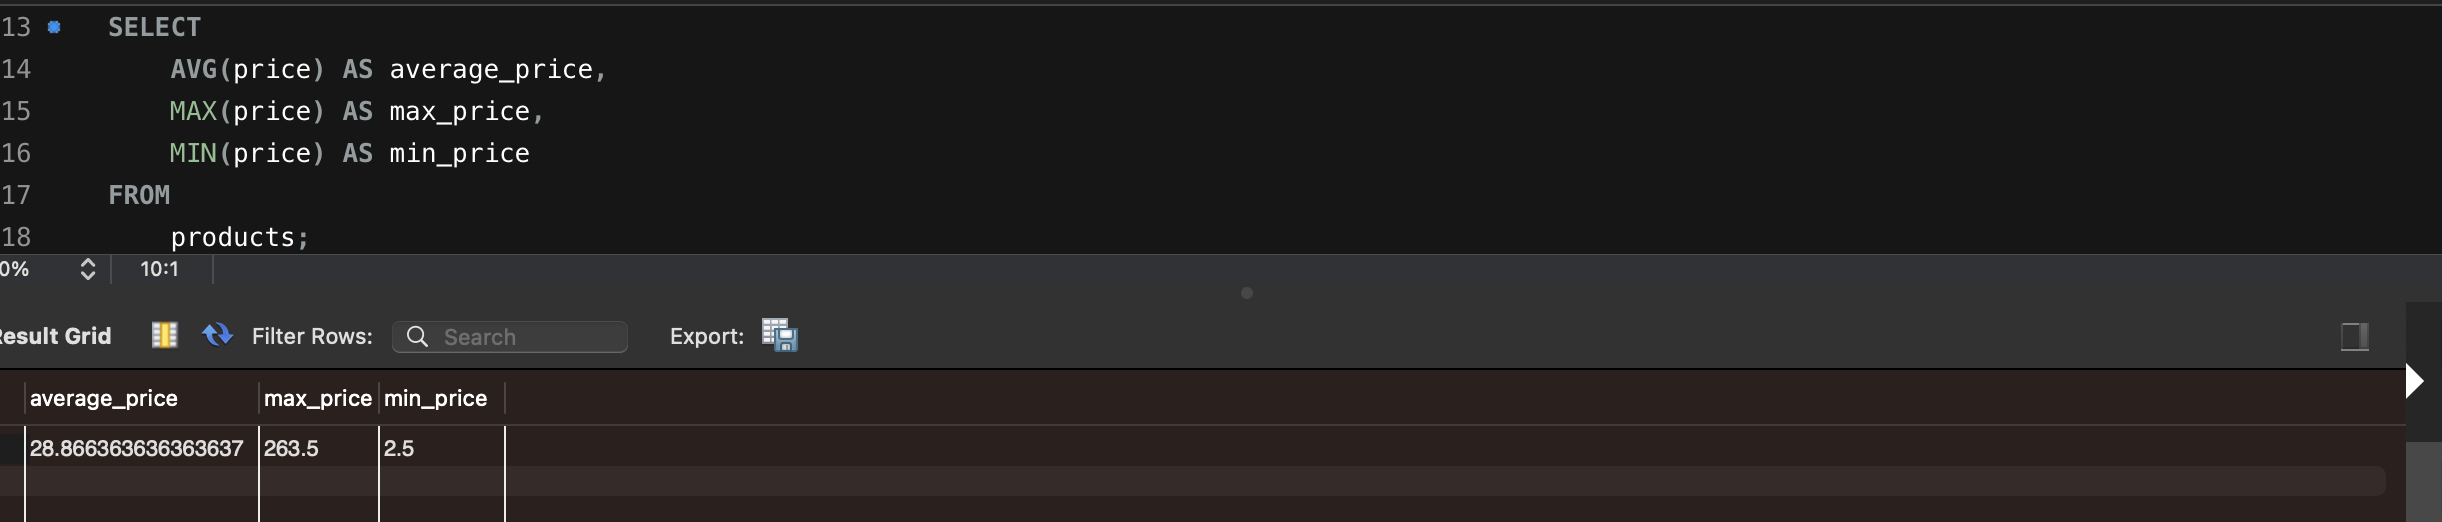 13 SELECT
14 AVG(price) AS average_price,
15 MAX(price) AS max_price,
16 MIN(price) AS min_price
17 FROM
18 products;
0% 10:1
esult Grid Filter Rows: Search Export:
average_price max_price min_price
28.866363636363637 263.5 2.5